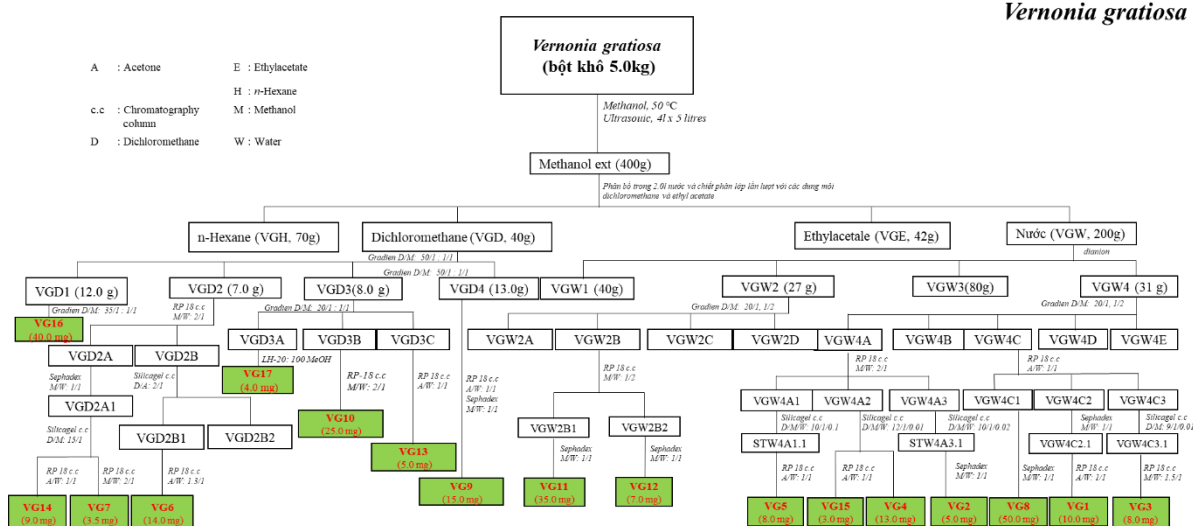 Vernonia gratiosa
Vernonia gratiosa
(bột khô 5.0kg)
A : Acetone
E : Ethylacetate
H : n-Hexane
c.c : Chromatography column
M : Methanol
D : Dichloromethane
W : Water
Methanol, 50 °C
Ultrasouic, 4l x 5 litres
Methanol ext (400g)
Phân bố trong 2.0l nước và chiết phân lớp lần lượt với các dung môi
dichloromethane và ethyl acetate
n-Hexane (VGH, 70g)
Dichloromethane (VGD, 40g)
Ethylacetale (VGE, 42g)
Nước (VGW, 200g)
Gradien D/M: 50/1 : 1/1
dianion
Gradien D/M: 50/1 : 1/1
VGD1 (12.0 g)
VGD2 (7.0 g)
VGD3(8.0 g)
VGD4 (13.0g)
VGW1 (40g)
VGW2 (27 g)
VGW3(80g)
VGW4 (31 g)
Gradien D/M: 35/1 : 1/1
RP 18 c.c
M/W: 2/1
Gradien D/M: 20/1 : 1/1
Gradien D/M: 20/1, 1/2
Gradien D/M: 20/1, 1/2
VG16
(40.0 mg)
VGD2A
VGD2B
VGD3A
VGD3B
VGD3C
VGW2A
VGW2B
VGW2C
VGW2D
VGW4A
VGW4B
VGW4C
VGW4D
VGW4E
Sephadex
M/W: 1/1
Silicagel c.c
D/A: 2/1
LH-20: 100 MeOH
RP-18 c.c
M/W: 2/1
RP 18 c.c
A/W: 1/1
RP 18 c.c
A/W: 1/1
Sephadex
M/W: 1/1
RP 18 c.c
M/W: 1/2
RP 18 c.c
M/W: 2/1
RP 18 c.c
A/W: 1/1
VG17
(4.0 mg)
VGD2A1
VG10
(25.0 mg)
VGW4A1
VGW4A2
VGW4A3
VGW4C1
VGW4C2
VGW4C3
Silicagel c.c
D/M: 15/1
VGD2B1
VGD2B2
VGW2B1
VGW2B2
Silicagel c.c
D/M/W: 10/1/0.1
Silicagel c.c
D/M/W: 12/1/0.01
Silicagel c.c
D/M/W: 10/1/0.02
Sephadex
M/W: 1/1
Silicagel c.c
D/M: 9/1/0.01
STW4A1.1
STW4A3.1
VGW4C2.1
VGW4C3.1
VG13
(5.0 mg)
RP 18 c.c
A/W: 1/1
RP 18 c.c
M/W: 2/1
RP 18 c.c
A/W: 1.3/1
Sephadex
M/W: 1/1
Sephadex
M/W: 1/1
RP 18 c.c
A/W: 1/1
RP 18 c.c
A/W: 1/1
Sephadex
M/W: 1/1
RP 18 c.c
A/W: 1/1
RP 18 c.c
M/W: 1.5/1
VG14
(9.0 mg)
VG7
(3.5 mg)
VG6
(14.0 mg)
VG9
(15.0 mg)
VG11
(35.0 mg)
VG12
(7.0 mg)
VG5
(8.0 mg)
VG15
(3.0 mg)
VG4
(13.0 mg)
VG2
(5.0 mg)
VG8
(50.0 mg)
VG1
(10.0 mg)
VG3
(8.0 mg)